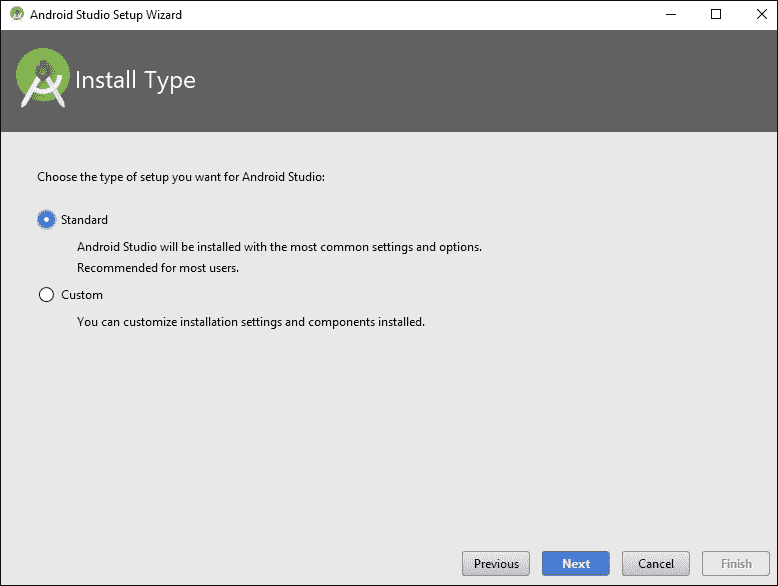 Android Studio Setup Wizard
Install Type
Choose the type of setup you want for Android Studio:
Standard
Android Studio will be installed with the most common settings and options.
Recommended for most users.
Custom
You can customize installation settings and components installed.
Previous Next Cancel Finish